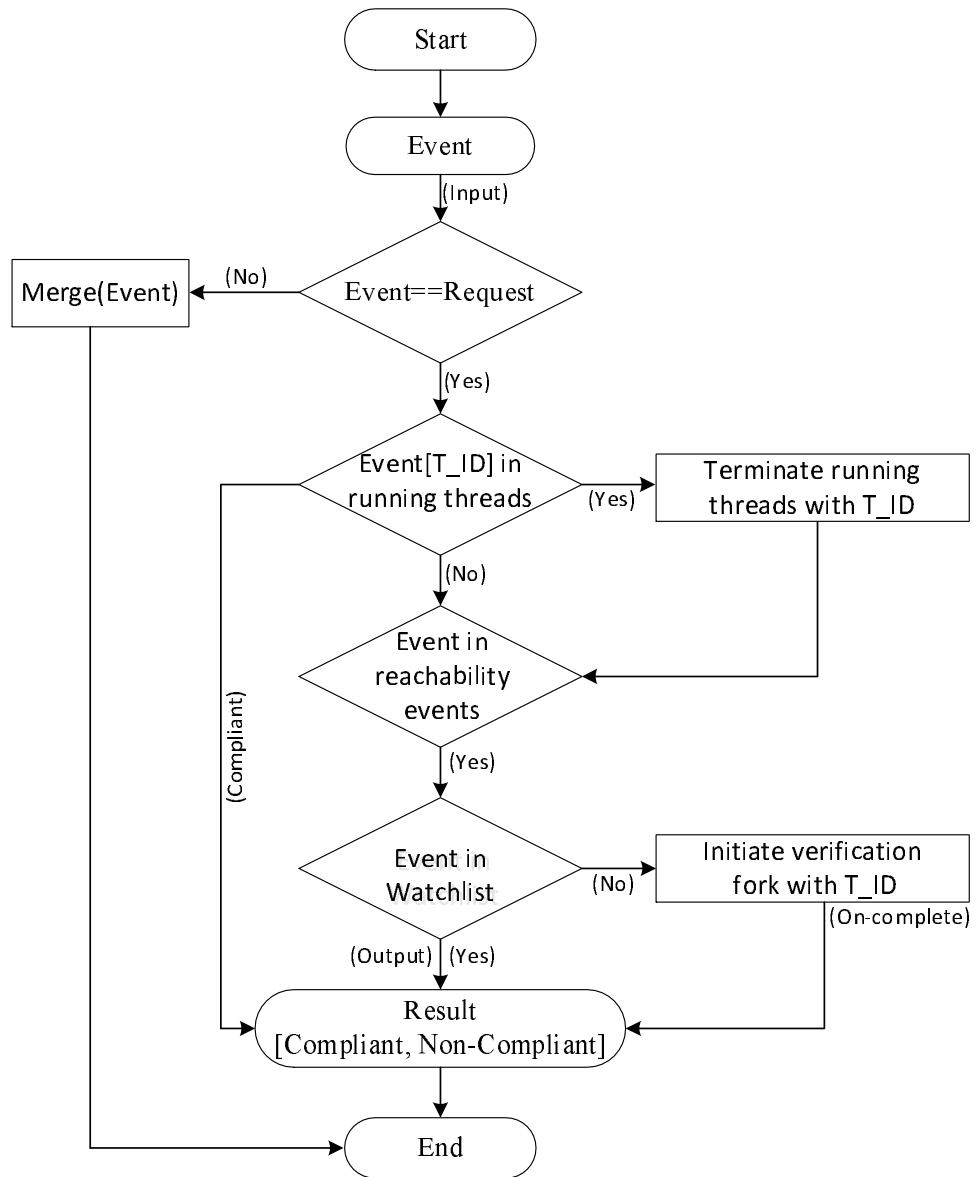 Start
Event
(Input)
Event==Request
(No)
Merge(Event)
(Yes)
Event[T_ID] in
running threads
(Yes)
Terminate running
threads with T_ID
(No)
Event in
reachability
events
(Compliant)
(Yes)
Event in
Watchlist
(No)
Initiate verification
fork with T_ID
(On-complete)
(Output)
(Yes)
Result
[Compliant, Non-Compliant]
End